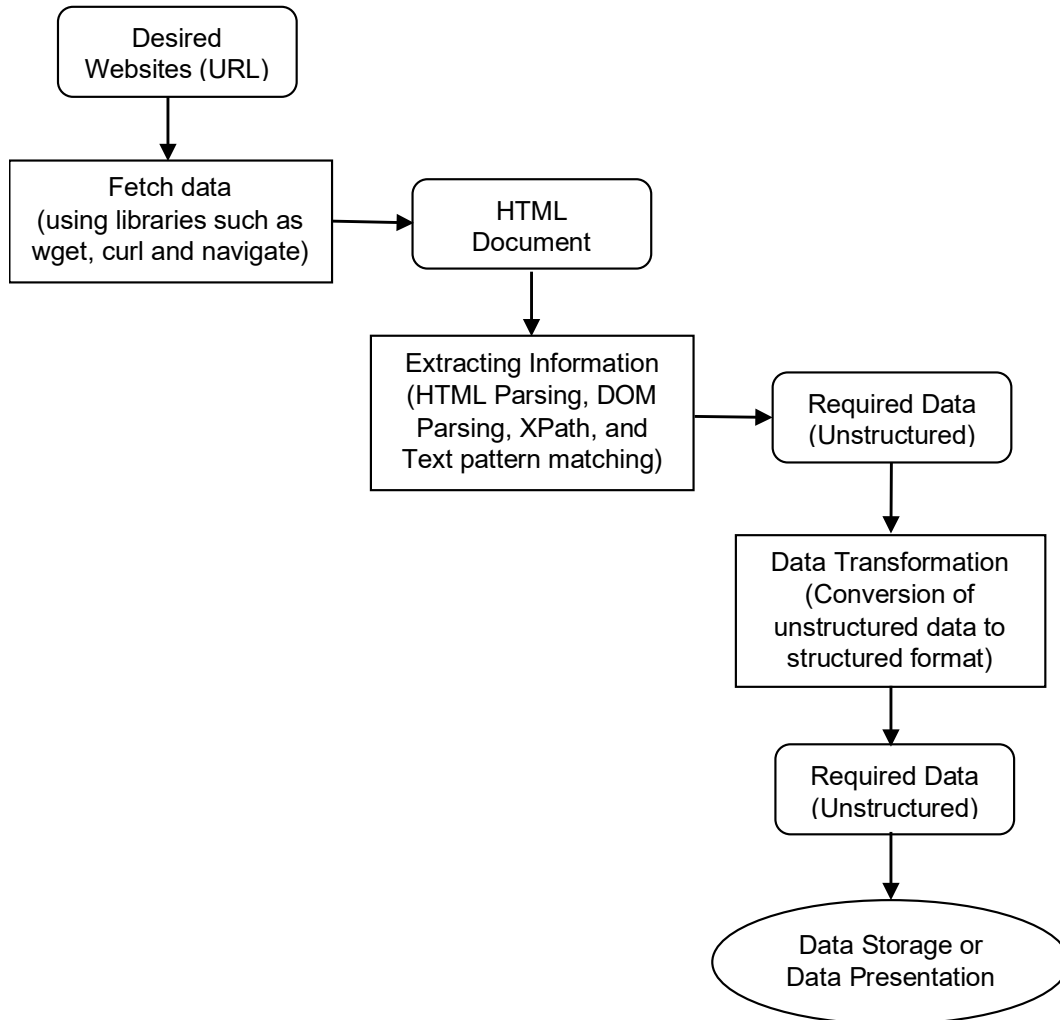 Desired
Websites (URL)
Fetch data
(using libraries such as
wget, curl and navigate)
HTML
Document
Extracting Information
(HTML Parsing, DOM
Parsing, XPath, and
Text pattern matching)
Required Data
(Unstructured)
Data Transformation
(Conversion of
unstructured data to
structured format)
Required Data
(Unstructured)
Data Storage or
Data Presentation